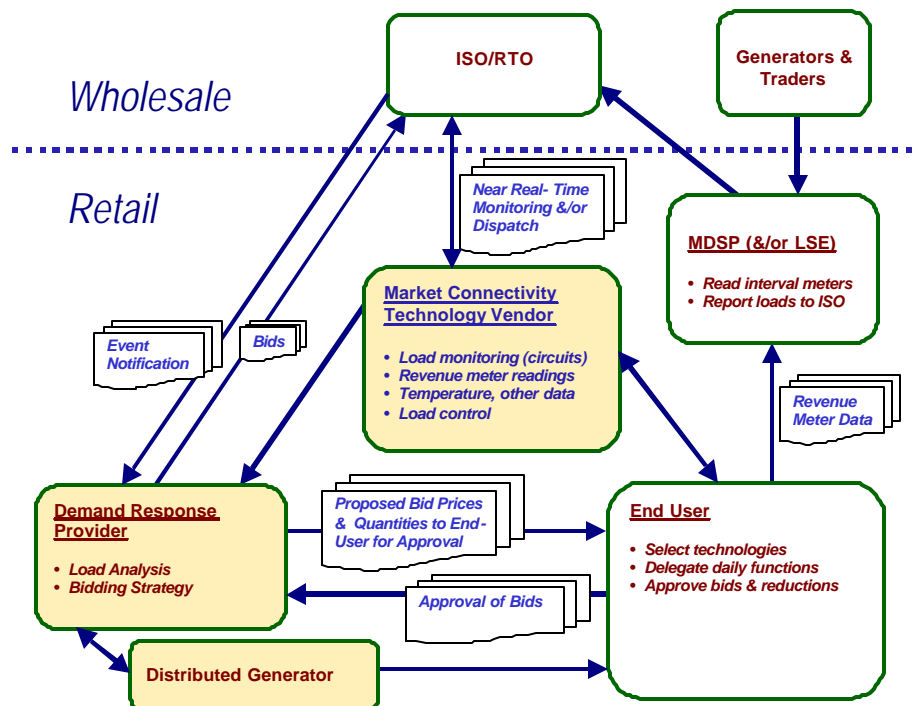 ISO/RTO
Generators &
Traders
Wholesale
Retail
Near Real- Time
Monitoring &/or
Dispatch
MDSP (&/or LSE)
• Read interval meters
• Report loads to ISO
Market Connectivity
Technology Vendor
• Load monitoring (circuits)
• Revenue meter readings
• Temperature, other data
• Load control
Event
Notification
Bids
Revenue
Meter Data
Demand Response
Provider
• Load Analysis
• Bidding Strategy
Proposed Bid Prices
& Quantities to End-
User for Approval
End User
• Select technologies
• Delegate daily functions
• Approve bids & reductions
Approval of Bids
Distributed Generator